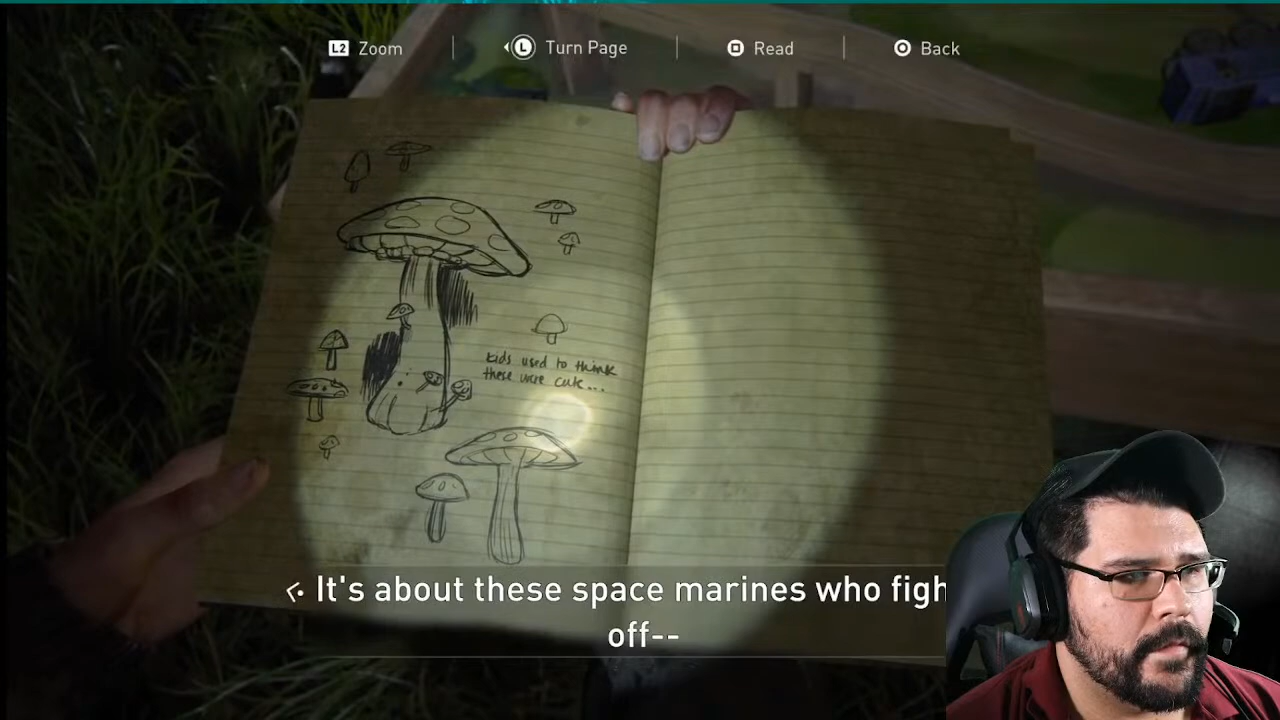 L2 Zoom
L Turn Page
Read
Back
kids used to think
these were cute...
It's about these space marines who figh
off--